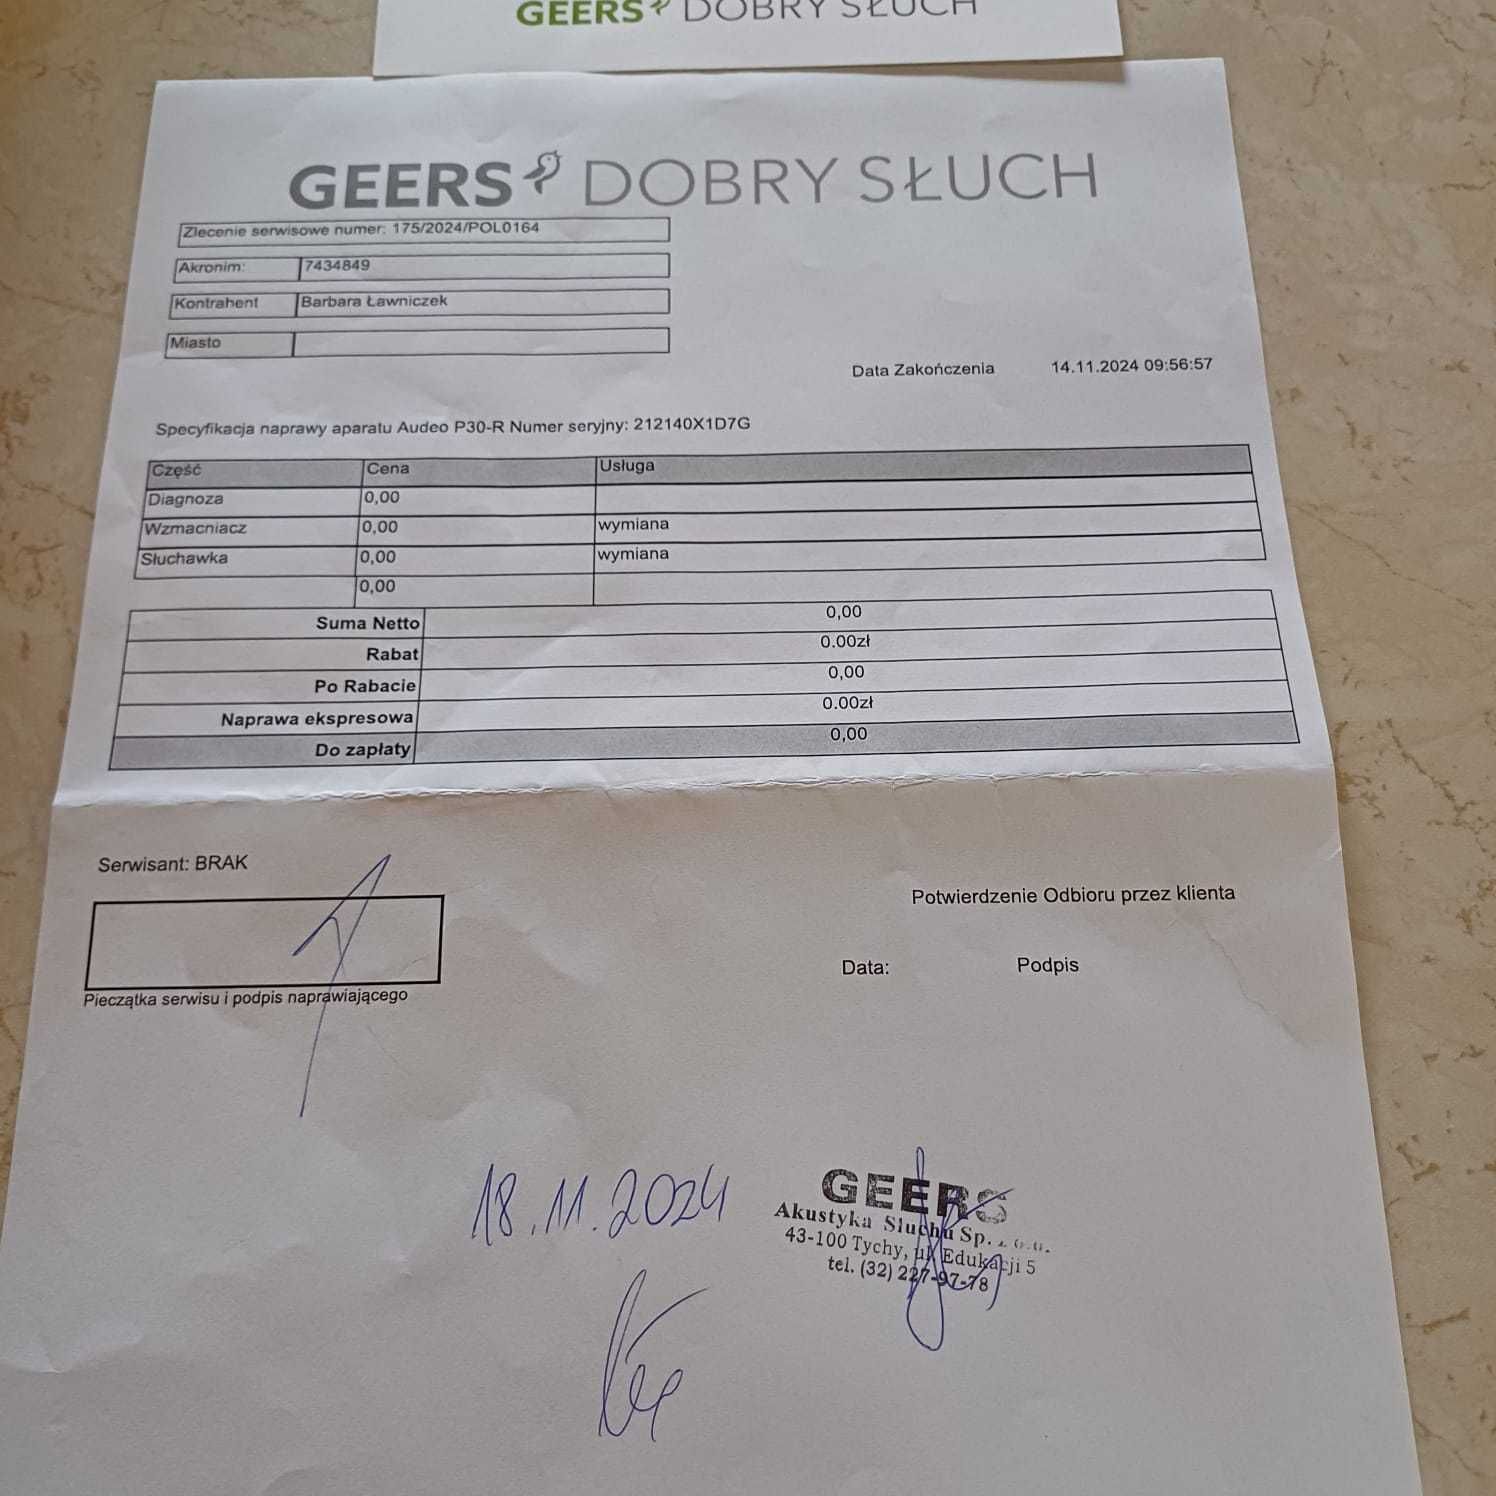 GEERS DOBRY SŁUCH
GEERS DOBRY SŁUCH
Zlecenie serwisowe numer: 175/2024/POL0164
Akronim: 7434849
Kontrahent Barbara Ławniczek
Miasto
Data Zakończenia 14.11.2024 09:56:57
Specyfikacja naprawy aparatu Audeo P30-R Numer seryjny: 212140X1D7G
Część Cena Usługa
Diagnoza 0,00
Wzmacniacz 0,00 wymiana
Słuchawka 0,00 wymiana
0,00
Suma Netto 0,00
Rabat 0.00zł
Po Rabacie 0,00
Naprawa ekspresowa 0.00zł
Do zapłaty 0,00
Serwisant: BRAK
Potwierdzenie Odbioru przez klienta
Data: Podpis
Pieczątka serwisu i podpis naprawiającego
18.11.2024
GEERS
Akustyka Słuchu Sp. z o.o.
43-100 Tychy, ul. Edukacji 5
tel. (32) 227-97-78